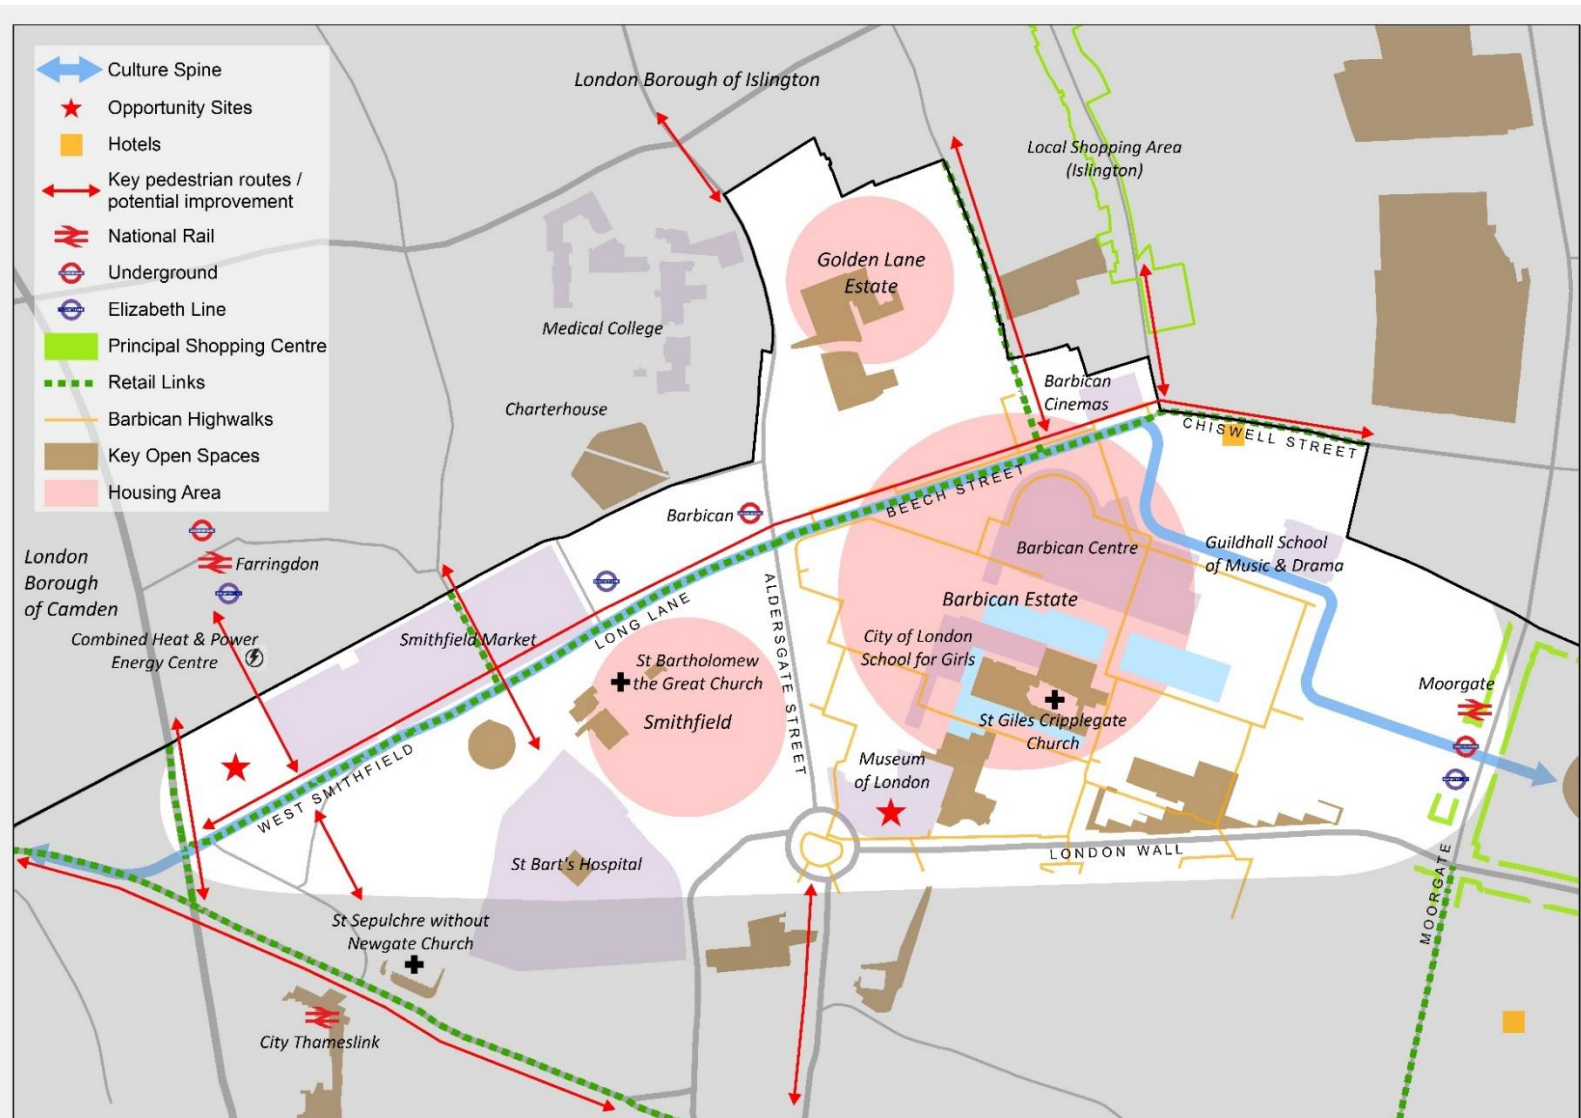 Culture Spine
Opportunity Sites
Hotels
Key pedestrian routes /
potential improvement
National Rail
Underground
Elizabeth Line
Principal Shopping Centre
Retail Links
Barbican Highwalks
Key Open Spaces
Housing Area
London Borough of Islington
Local Shopping Area
(Islington)
Golden Lane
Estate
Medical College
Charterhouse
Barbican
Cinemas
CHISWELL STREET
BEECH STREET
Barbican
London
Borough
of Camden
Farringdon
Combined Heat & Power
Energy Centre
Smithfield Market
LONG LANE
ALDERSGATE STREET
Barbican Centre
Guildhall School
of Music & Drama
Barbican Estate
City of London
School for Girls
St Bartholomew
the Great Church
Smithfield
St Giles Cripplegate
Church
Moorgate
WEST SMITHFIELD
Museum
of London
St Bart's Hospital
LONDON WALL
MOORGATE
St Sepulchre without
Newgate Church
City Thameslink